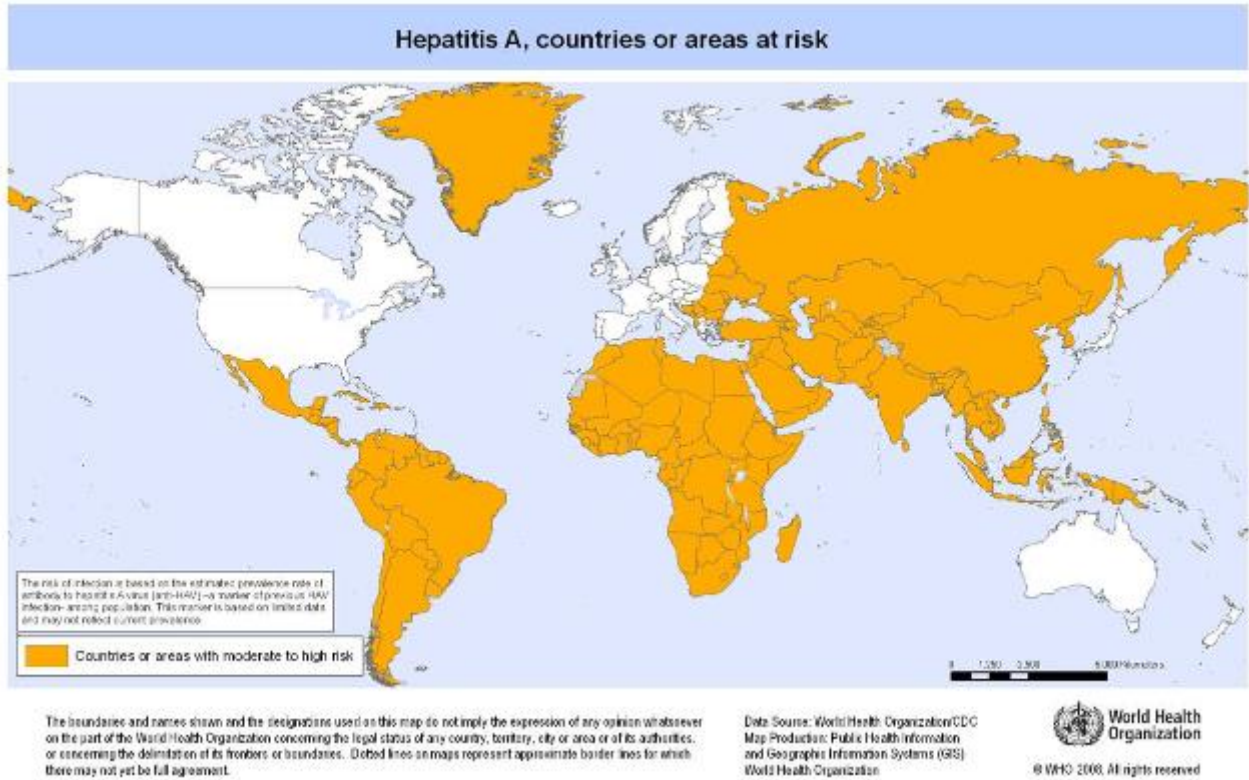 Hepatitis A, countries or areas at risk
The risk of infection is based on the estimated prevalence rate of
antibody to hepatitis A virus (anti-HAV) -a marker of previous HAV
infection- among population. This marker is based on limited data
and may not reflect current prevalence.
Countries or areas with moderate to high risk
0 1,250 2,500 5,000 Kilometers
The boundaries and names shown and the designations used on this map do not imply the expression of any opinion whatsoever
on the part of the World Health Organization concerning the legal status of any country, territory, city or area or of its authorities,
or concerning the delimitation of its frontiers or boundaries. Dotted lines on maps represent approximate border lines for which
there may not yet be full agreement.
Data Source: World Health Organization/CDC
Map Production: Public Health Information
and Geographic Information Systems (GIS)
World Health Organization
World Health
Organization
© WHO 2008. All rights reserved